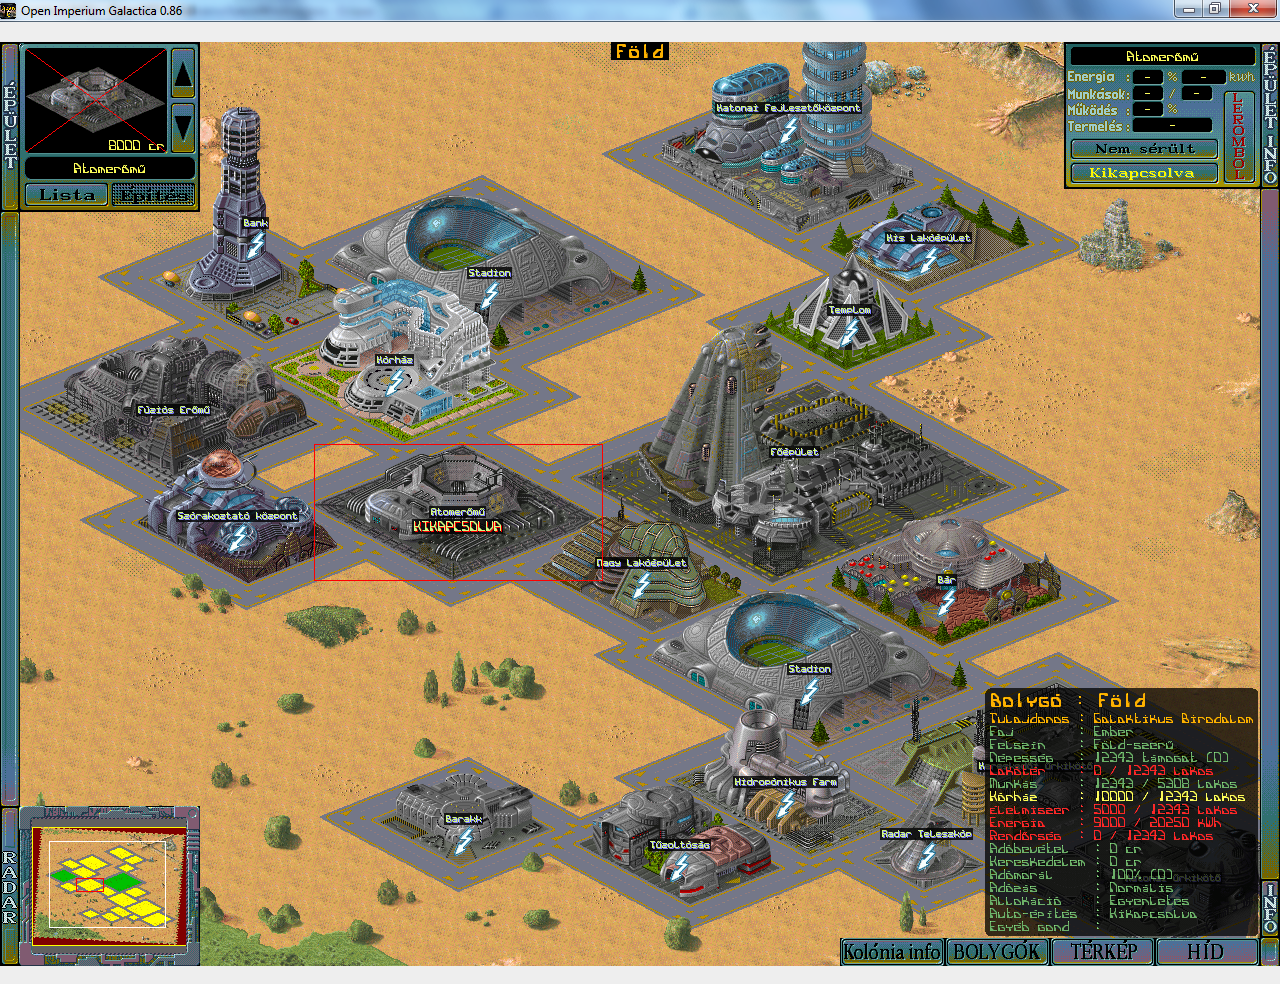 Open Imperium Galactica 0.86
Föld
ÉPÜLET
8000 cr
Atomerőmű
Lista
Építés
Atomerőmű
Energia : - % - kWh
Munkások: - / -
Működés : - %
Termelés : -
Nem sérült
Kikapcsolva
LEROMBOL
ÉPÜLET INFO
Katonai Fejlesztőközpont
Bank
Kis Lakóépület
Stadion
Templom
Kórház
Fúziós Erőmű
Főépület
Szórakoztató központ
Atomerőmű
KIKAPCSOLVA
Nagy Lakóépület
Bár
Stadion
Hidropónikus Farm
Barakk
Tűzoltóság
Radar Teleszkóp
Bolygó : Föld
Tulajdonos : Galaktikus Birodalom
Faj : Ember
Felszín : Föld-szerű
Népesség : 12343 támogat (0)
Lakótér : 0 / 12343 lakos
Munkás : 12343 / 5308 lakos
Kórház : 10000 / 12343 lakos
Élelmiszer : 5000 / 12343 lakos
Energia : 9000 / 20250 kWh
Rendőrség : 0 / 12343 lakos
Adóbevétel : 0 cr
Kereskedelem : 0 cr
Adómorál : 100% (0)
Adózás : Normális
Allokáció : Egyenletes
Auto-építés : Kikapcsolva
Egyéb gond :
RADAR
INFO
Kolónia info
BOLYGÓK
TÉRKÉP
HÍD